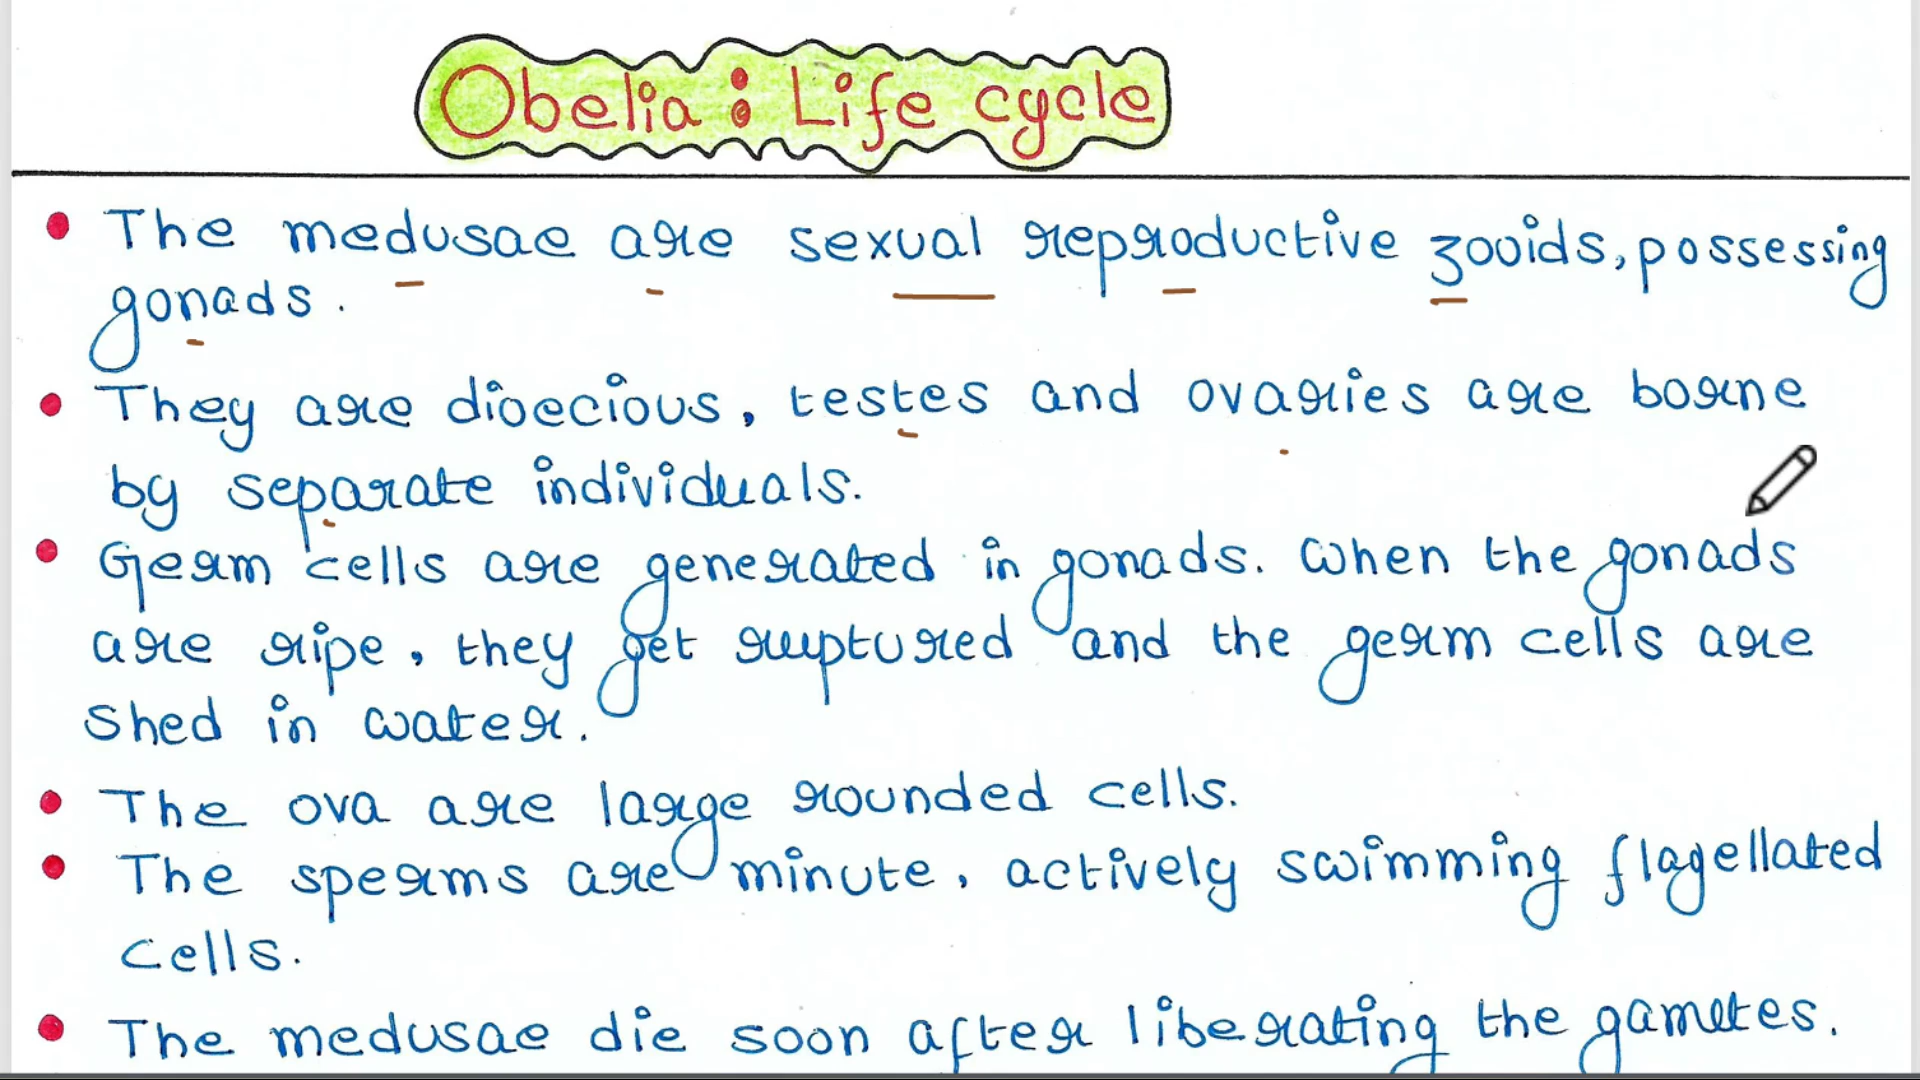 Obelia : Life cycle
• The medusae are sexual reproductive zooids, possessing
gonads.
• They are dioecious, testes and ovaries are borne
by separate individuals.
• Germ cells are generated in gonads. When the gonads
are ripe, they get ruptured and the germ cells are
shed in water.
• The ova are large rounded cells.
• The sperms are minute, actively swimming flagellated
cells.
• The medusae die soon after liberating the gametes.